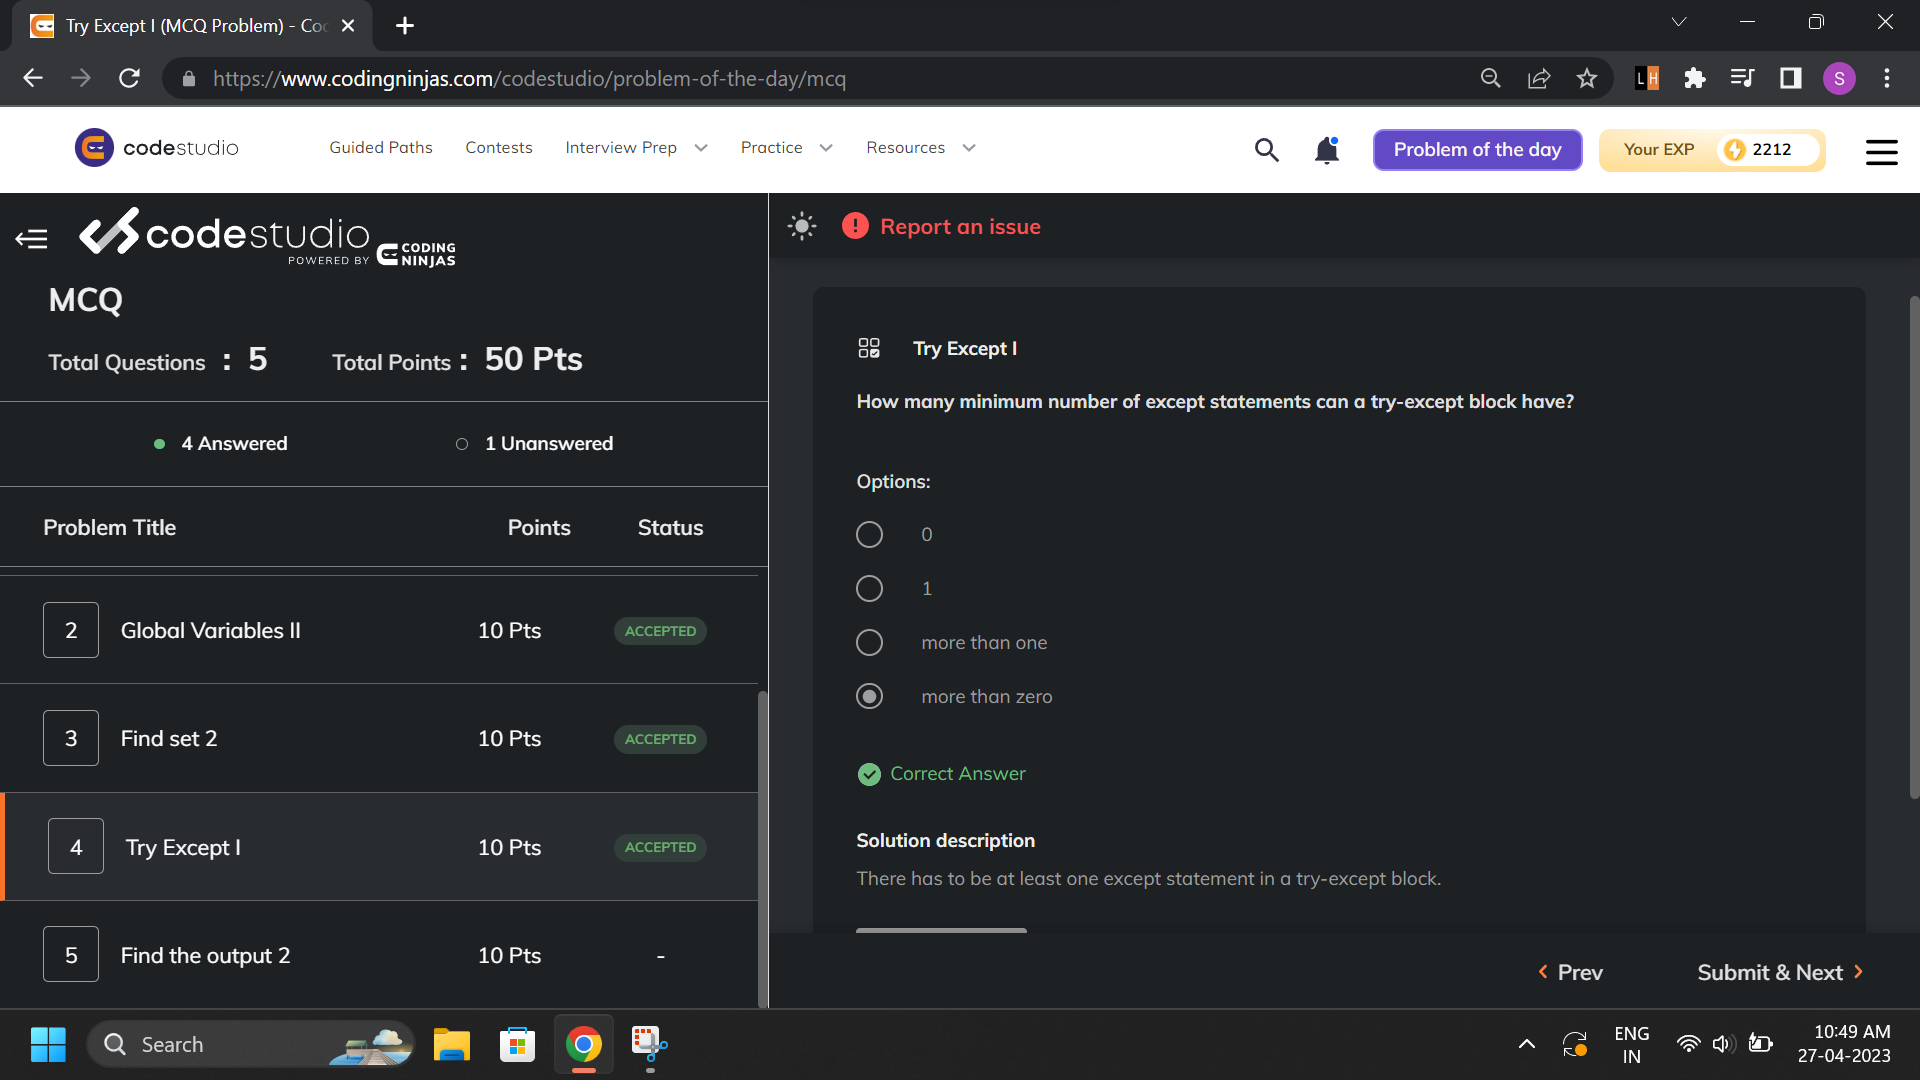 Try Except I (MCQ Problem) - Co
https://www.codingninjas.com/codestudio/problem-of-the-day/mcq
L H
S
codestudio
Guided Paths
Contests
Interview Prep
Practice
Resources
Problem of the day
Your EXP
2212
codestudio
POWERED BY CODING NINJAS
Report an issue
MCQ
Total Questions : 5
Total Points : 50 Pts
4 Answered
1 Unanswered
Problem Title
Points
Status
2
Global Variables II
10 Pts
ACCEPTED
3
Find set 2
10 Pts
ACCEPTED
4
Try Except I
10 Pts
ACCEPTED
5
Find the output 2
10 Pts
-
Try Except I
How many minimum number of except statements can a try-except block have?
Options:
0
1
more than one
more than zero
Correct Answer
Solution description
There has to be at least one except statement in a try-except block.
Prev
Submit & Next
Search
ENG
IN
10:49 AM
27-04-2023